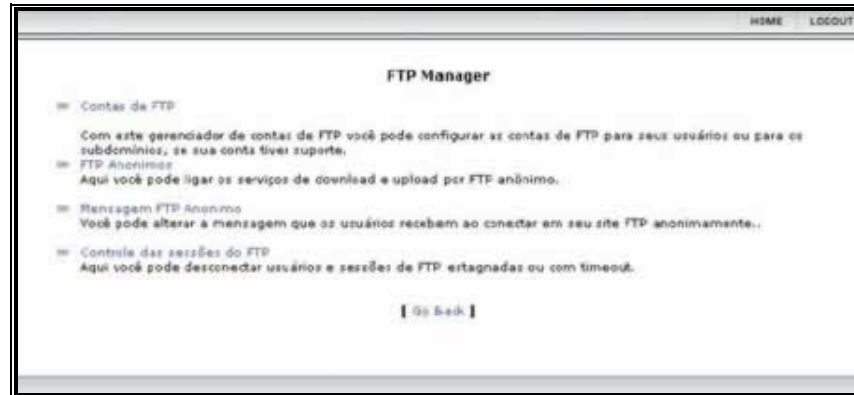 HOME LOGOUT
FTP Manager
Contas de FTP
Com este gerenciador de contas de FTP você pode configurar as contas de FTP para seus usuários ou para os
subdomínios, se sua conta tiver suporte.
FTP Anonimos
Aqui você pode ligar os serviços de download e upload por FTP anônimo.
Mensagem FTP Anonimo
Você pode alterar a mensagem que os usuários recebem ao conectar em seu site FTP anonimamente..
Controle das sessões do FTP
Aqui você pode desconectar usuários e sessões de FTP estagnadas ou com timeout.
[ Go Back ]